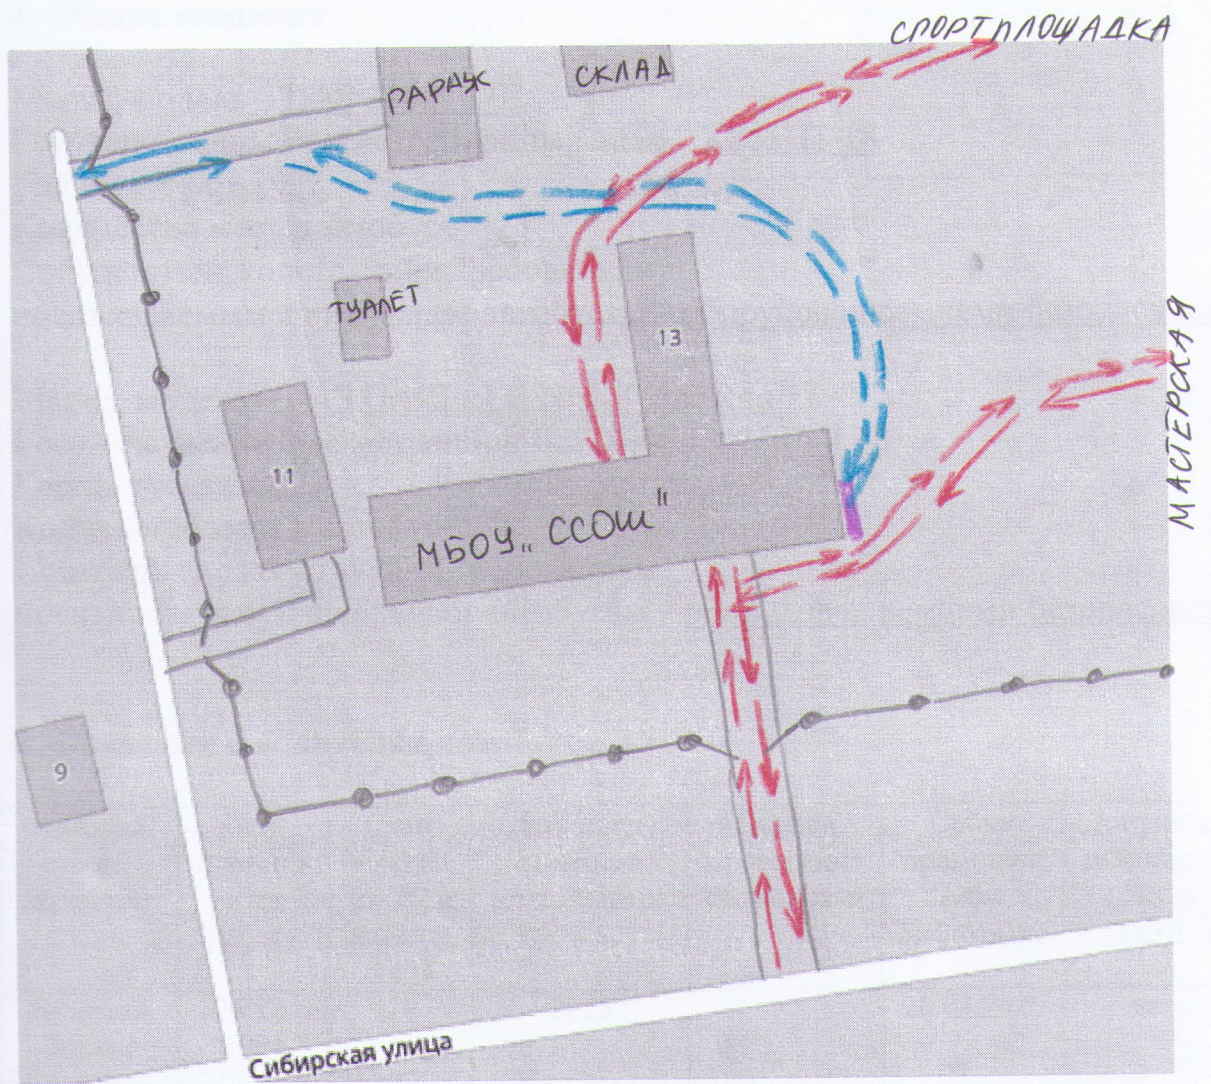 СПОРТПЛОЩАДКА
ГАРАЖ
СКЛАД
ТУАЛЕТ
13
МАСТЕРСКАЯ
11
МБОУ „ССОШ"
9
Сибирская улица